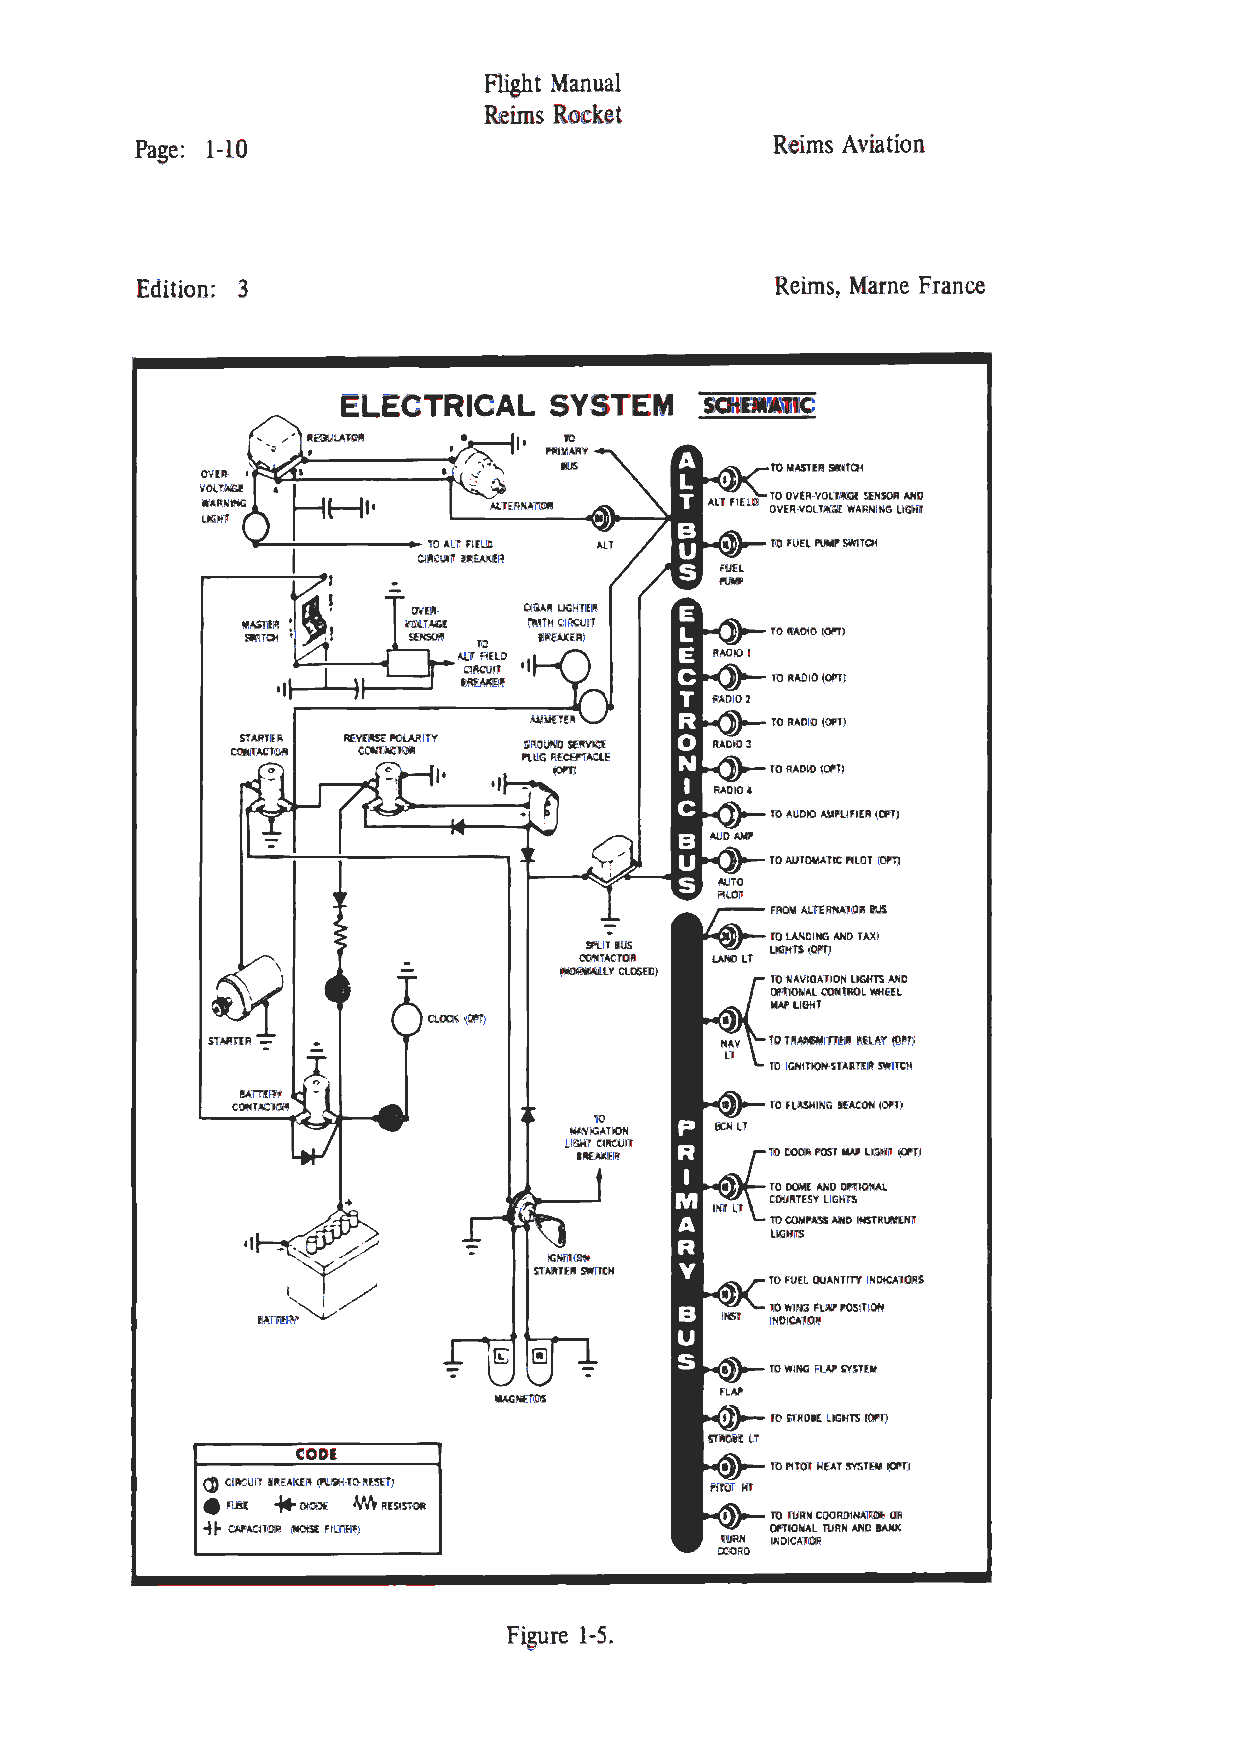 Flight Manual
Reims Rocket
Page: 1-10
Reims Aviation
Edition: 3
Reims, Marne France
ELECTRICAL SYSTEM SCHEMATIC
REGULATOR
OVER-
VOLTAGE
WARNING
LIGHT
ALTERNATOR
TO
PRIMARY
BUS
ALT
TO ALT FIELD
CIRCUIT BREAKER
MASTER
SWITCH
OVER-
VOLTAGE
SENSOR
TO
ALT FIELD
CIRCUIT
BREAKER
CIGAR LIGHTER
(WITH CIRCUIT
BREAKER)
AMMETER
STARTER
CONTACTOR
REVERSE POLARITY
CONTACTOR
GROUND SERVICE
PLUG RECEPTACLE
(OPT)
SPLIT BUS
CONTACTOR
(NORMALLY CLOSED)
STARTER
CLOCK (OPT)
BATTERY
CONTACTOR
TO
NAVIGATION
LIGHT CIRCUIT
BREAKER
IGNITION
STARTER SWITCH
BATTERY
L
R
MAGNETOS
ALT BUS
TO MASTER SWITCH
ALT FIELD
TO OVER-VOLTAGE SENSOR AND
OVER-VOLTAGE WARNING LIGHT
TO FUEL PUMP SWITCH
FUEL
PUMP
ELECTRONIC BUS
TO RADIO (OPT)
RADIO 1
TO RADIO (OPT)
RADIO 2
TO RADIO (OPT)
RADIO 3
TO RADIO (OPT)
RADIO 4
TO AUDIO AMPLIFIER (OPT)
AUD AMP
TO AUTOMATIC PILOT (OPT)
AUTO
PILOT
PRIMARY BUS
FROM ALTERNATOR BUS
TO LANDING AND TAXI
LIGHTS (OPT)
LAND LT
TO NAVIGATION LIGHTS AND
OPTIONAL CONTROL WHEEL
MAP LIGHT
NAV
LT
TO TRANSMITTER RELAY (OPT)
TO IGNITION-STARTER SWITCH
TO FLASHING BEACON (OPT)
BCN LT
TO DOOR POST MAP LIGHT (OPT)
TO DOME AND OPTIONAL
COURTESY LIGHTS
INT LT
TO COMPASS AND INSTRUMENT
LIGHTS
TO FUEL QUANTITY INDICATORS
INST
TO WING FLAP POSITION
INDICATOR
TO WING FLAP SYSTEM
FLAP
TO STROBE LIGHTS (OPT)
STROBE LT
TO PITOT HEAT SYSTEM (OPT)
PITOT HT
TO TURN COORDINATOR OR
OPTIONAL TURN AND BANK
INDICATOR
TURN
COORD
CODE
CIRCUIT BREAKER (PUSH-TO-RESET)
FUSE DIODE RESISTOR
CAPACITOR (NOISE FILTER)
Figure 1-5.